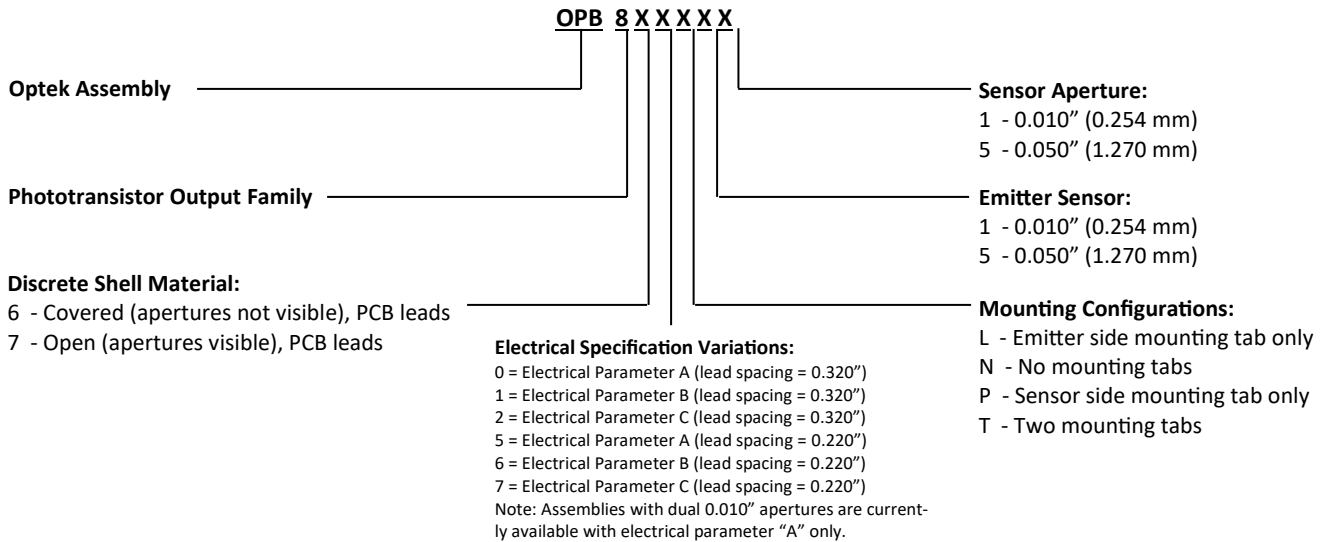 OPB 8 X X X X X
Optek Assembly
Phototransistor Output Family
Discrete Shell Material:
6 - Covered (apertures not visible), PCB leads
7 - Open (apertures visible), PCB leads
Electrical Specification Variations:
0 = Electrical Parameter A (lead spacing = 0.320”)
1 = Electrical Parameter B (lead spacing = 0.320”)
2 = Electrical Parameter C (lead spacing = 0.320”)
5 = Electrical Parameter A (lead spacing = 0.220”)
6 = Electrical Parameter B (lead spacing = 0.220”)
7 = Electrical Parameter C (lead spacing = 0.220”)
Note: Assemblies with dual 0.010” apertures are current-
ly available with electrical parameter “A” only.
Sensor Aperture:
1 - 0.010” (0.254 mm)
5 - 0.050” (1.270 mm)
Emitter Sensor:
1 - 0.010” (0.254 mm)
5 - 0.050” (1.270 mm)
Mounting Configurations:
L - Emitter side mounting tab only
N - No mounting tabs
P - Sensor side mounting tab only
T - Two mounting tabs